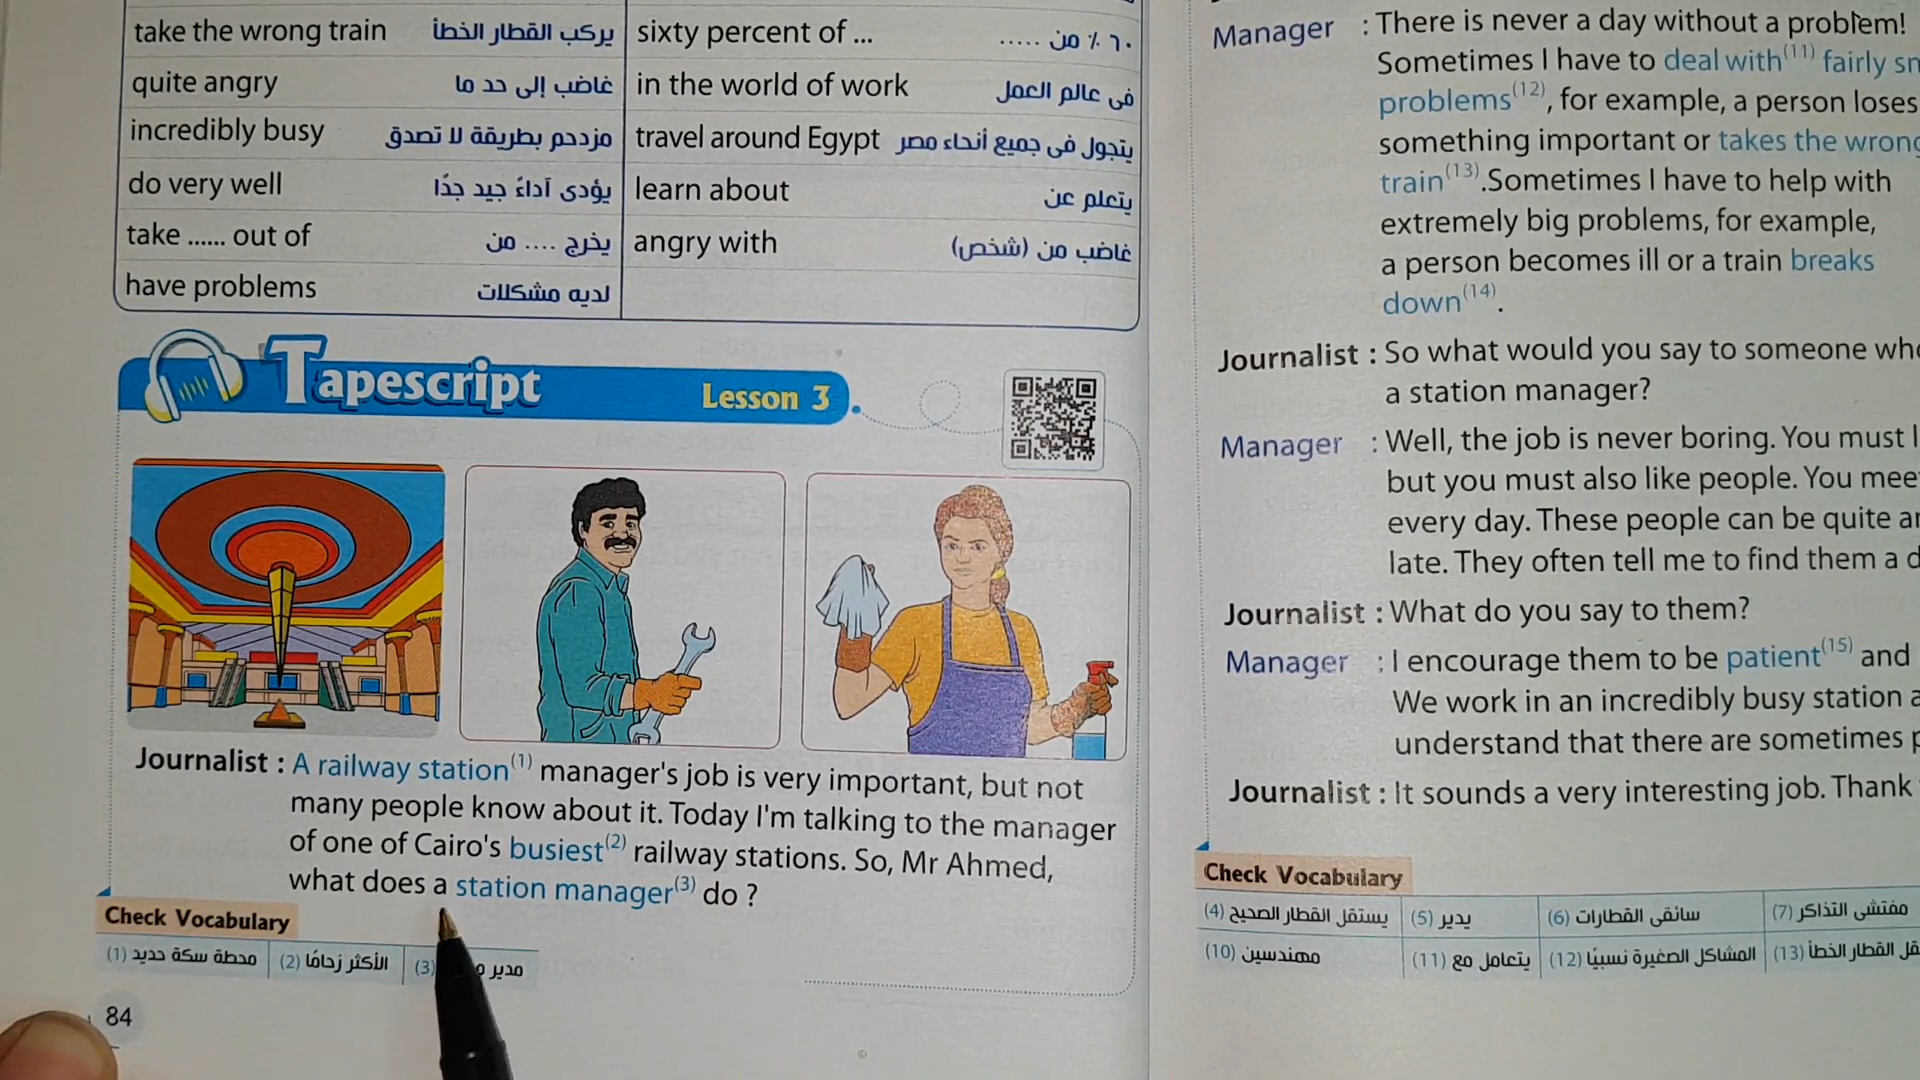 take the wrong train يركب القطار الخطأ
sixty percent of ... ٦٠ ٪ من .....
quite angry غاضب إلى حد ما
in the world of work فى عالم العمل
incredibly busy مزدحم بطريقة لا تصدق
travel around Egypt يتجول فى جميع أنحاء مصر
do very well يؤدى آداءً جيد جدًا
learn about يتعلم عن
take ...... out of يخرج .... من
angry with غاضب من (شخص)
have problems لديه مشكلات
Tapescript Lesson 3
Journalist : A railway station(1) manager's job is very important, but not
many people know about it. Today I'm talking to the manager
of one of Cairo's busiest(2) railway stations. So, Mr Ahmed,
what does a station manager(3) do ?
Check Vocabulary
(1) محطة سكة حديد (2) الأكثر زحامًا (3) مدير
84
Manager : There is never a day without a problem!
Sometimes I have to deal with(11) fairly
problems(12), for example, a person loses
something important or takes the wrong
train(13).Sometimes I have to help with
extremely big problems, for example,
a person becomes ill or a train breaks
down(14).
Journalist : So what would you say to someone
a station manager?
Manager : Well, the job is never boring. You must
but you must also like people. You
every day. These people can be quite
late. They often tell me to find them a
Journalist : What do you say to them?
Manager : I encourage them to be patient(15) and
We work in an incredibly busy station
understand that there are sometimes
Journalist : It sounds a very interesting job. Thank
Check Vocabulary
(4) يستقل القطار الصحيح (5) يدير (6) سائقى القطارات (7) مفتشى التذاكر
(10) مهندسين (11) يتعامل مع (12) المشاكل الصغيرة نسبيًا (13) القطار الخطأ